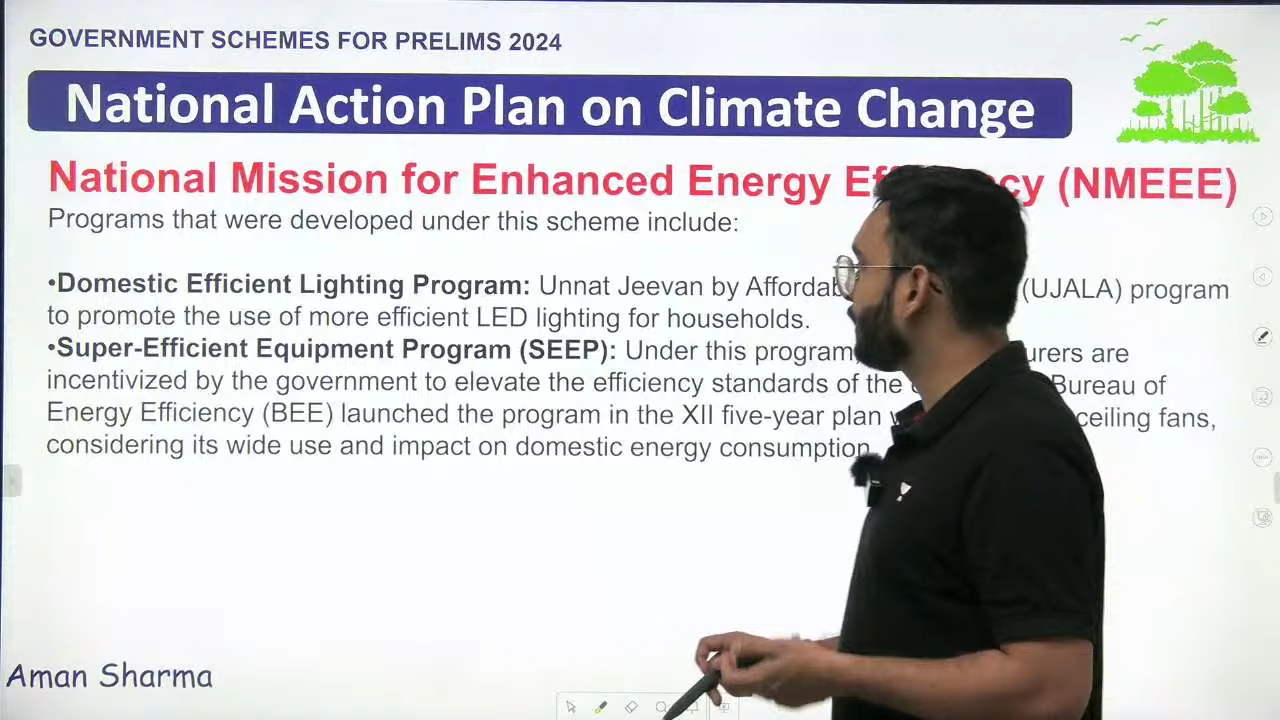 GOVERNMENT SCHEMES FOR PRELIMS 2024
National Action Plan on Climate Change
National Mission for Enhanced Energy (NMEEE)
Programs that were developed under this scheme include:
•Domestic Efficient Lighting Program: Unnat Jeevan by (UJALA) program
to promote the use of more efficient LED lighting for households.
•Super-Efficient Equipment Program (SEEP): Under this program, are
incentivized by the government to elevate the efficiency standards of the Bureau of
Energy Efficiency (BEE) launched the program in the XII five-year plan ceiling fans,
considering its wide use and impact on domestic energy consumption.
Aman Sharma